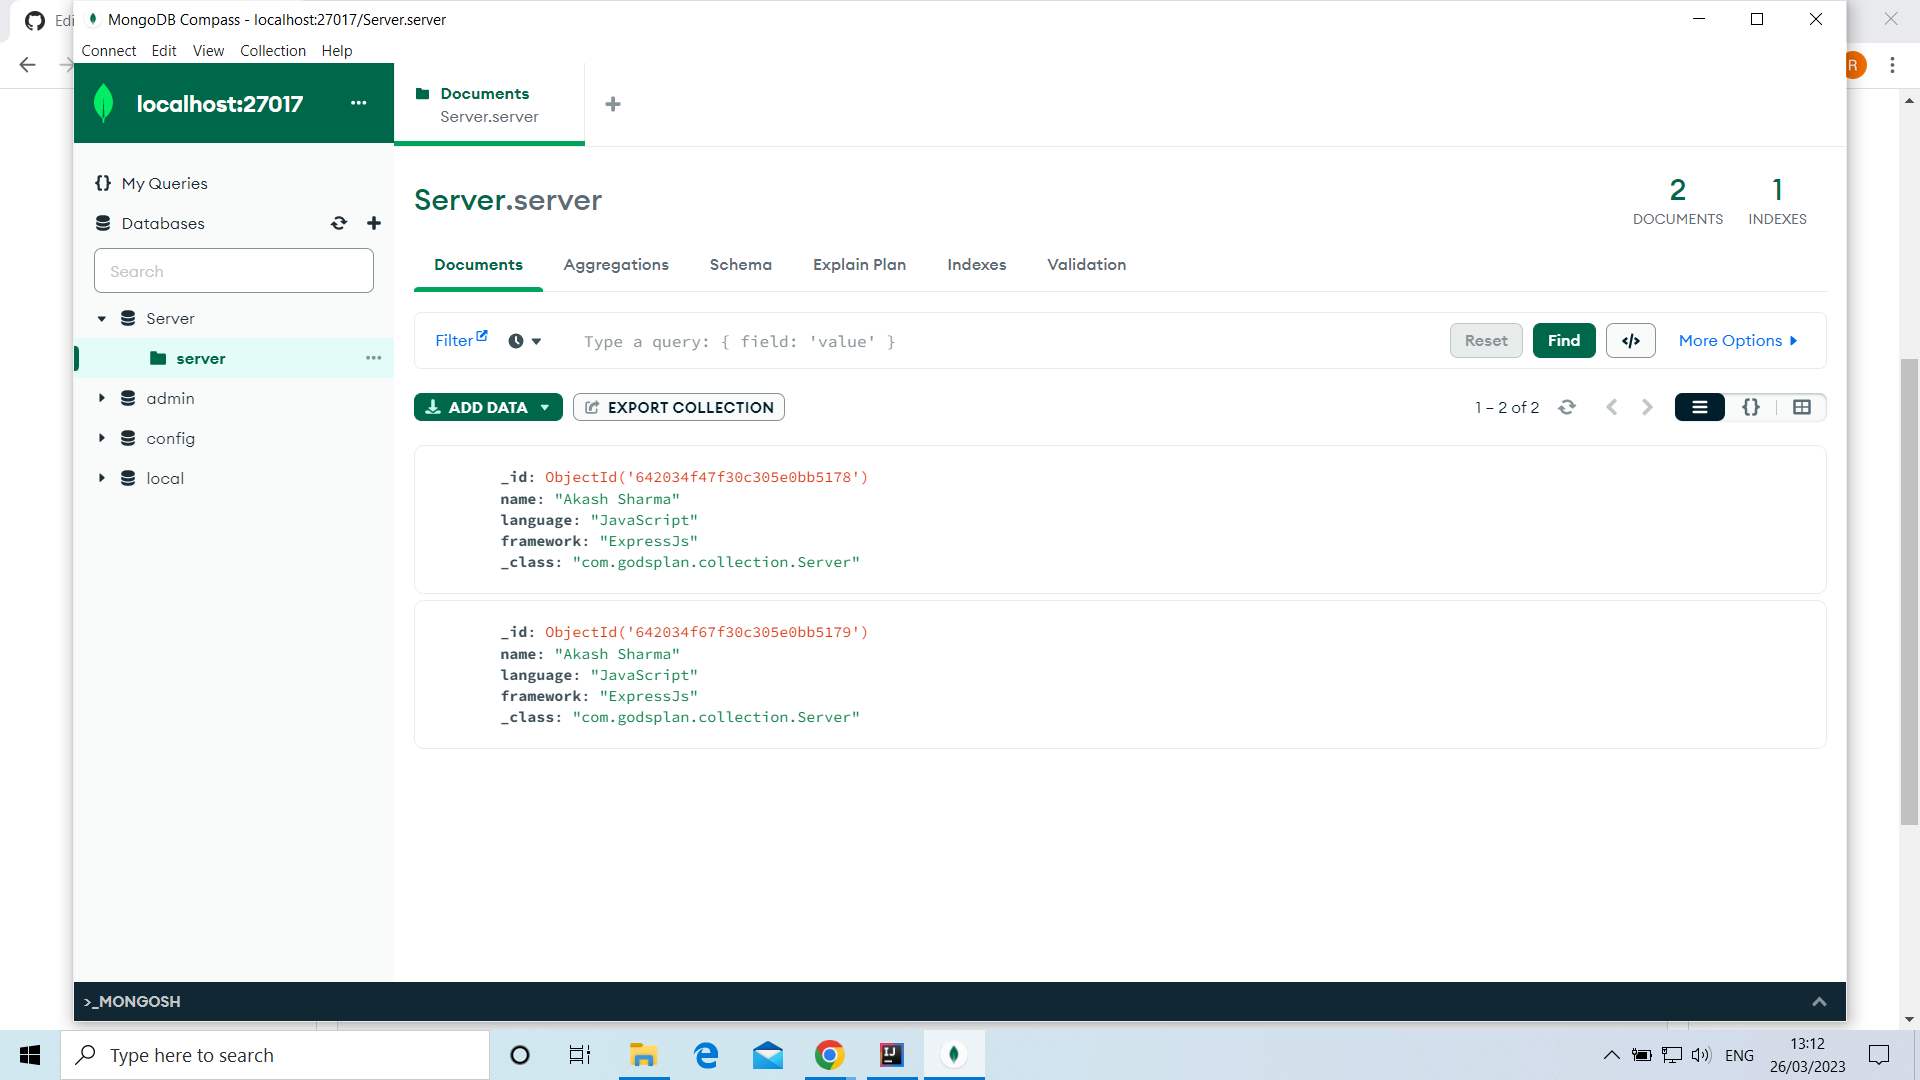 Edi
MongoDB Compass - localhost:27017/Server.server
Connect Edit View Collection Help
R
localhost:27017
Documents
Server.server
My Queries
Databases
Search
Server
server
admin
config
local
Server.server
2
DOCUMENTS
1
INDEXES
Documents Aggregations Schema Explain Plan Indexes Validation
Filter Type a query: { field: 'value' } Reset Find </> More Options
ADD DATA EXPORT COLLECTION 1 – 2 of 2 {}
_id: ObjectId('642034f47f30c305e0bb5178')
name: "Akash Sharma"
language: "JavaScript"
framework: "ExpressJs"
_class: "com.godsplan.collection.Server"
_id: ObjectId('642034f67f30c305e0bb5179')
name: "Akash Sharma"
language: "JavaScript"
framework: "ExpressJs"
_class: "com.godsplan.collection.Server"
>_MONGOSH
Type here to search
IJ
ENG
13:12
26/03/2023